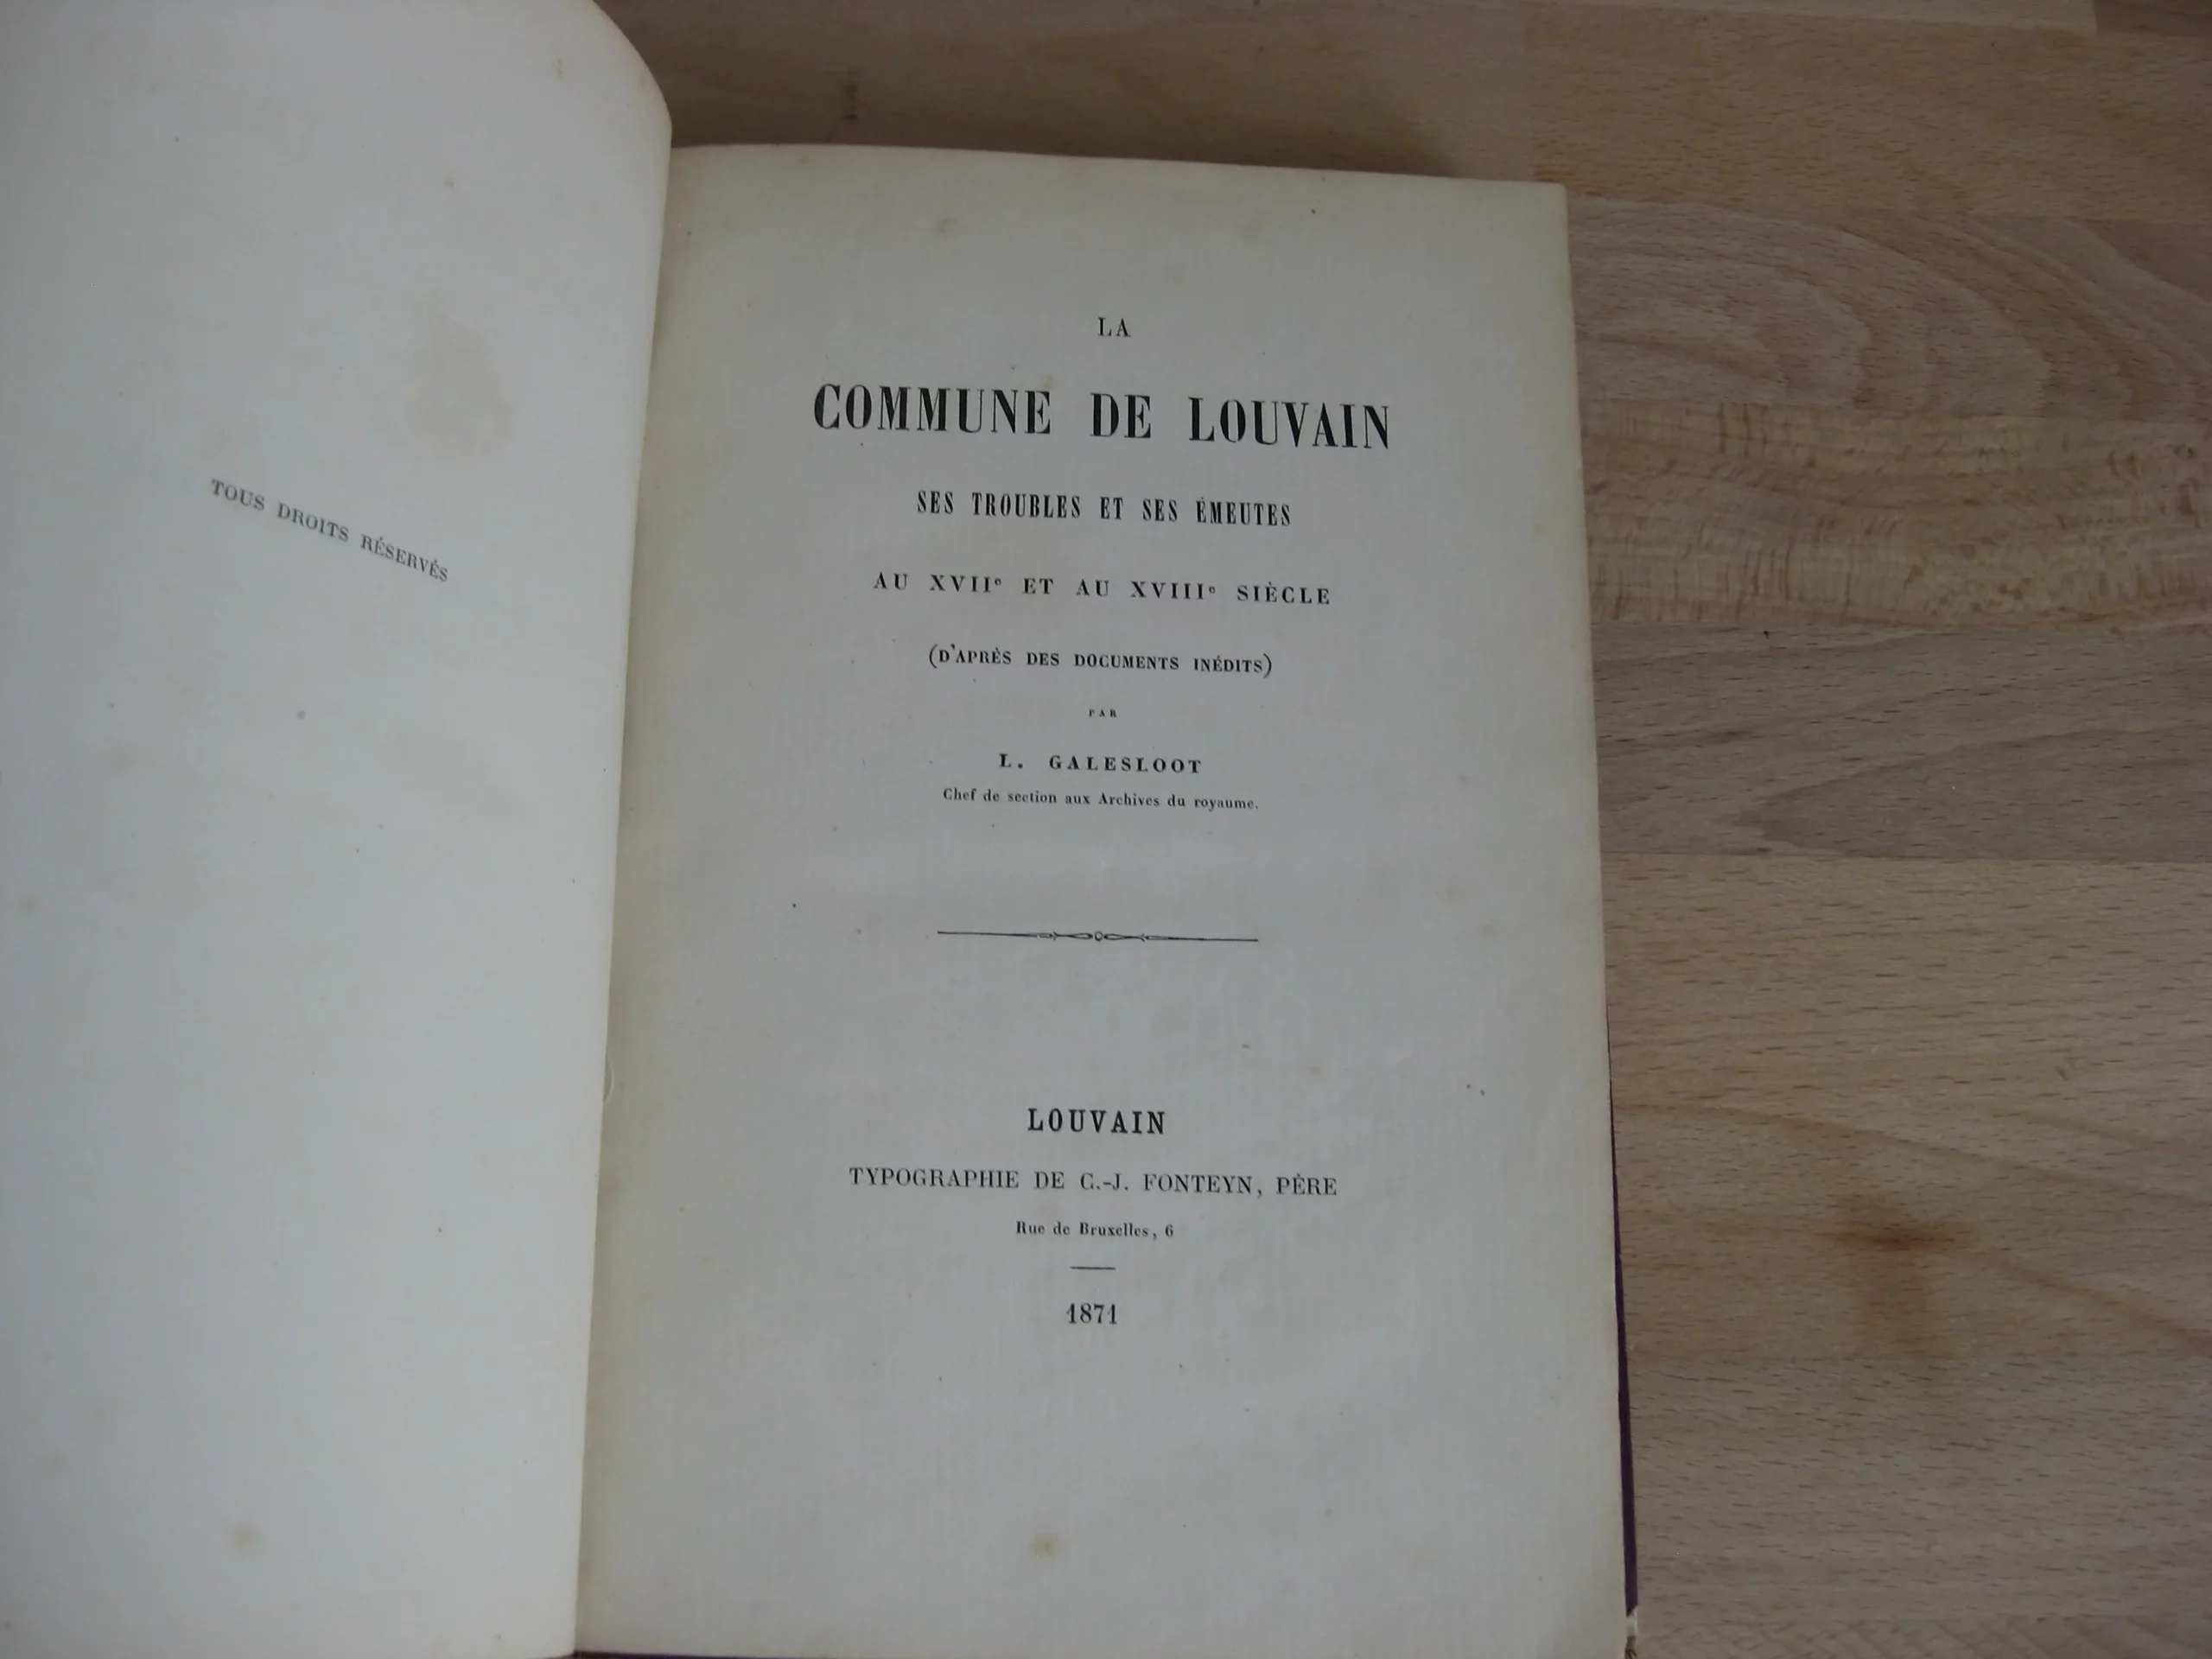 TOUS DROITS RÉSERVÉS
LA
COMMUNE DE LOUVAIN
SES TROUBLES ET SES ÉMEUTES
AU XVIIe ET AU XVIIIe SIÈCLE
(D'APRÈS DES DOCUMENTS INÉDITS)
PAR
L. GALESLOOT
Chef de section aux Archives du royaume.
LOUVAIN
TYPOGRAPHIE DE C.-J. FONTEYN, PÈRE
Rue de Bruxelles, 6
1871